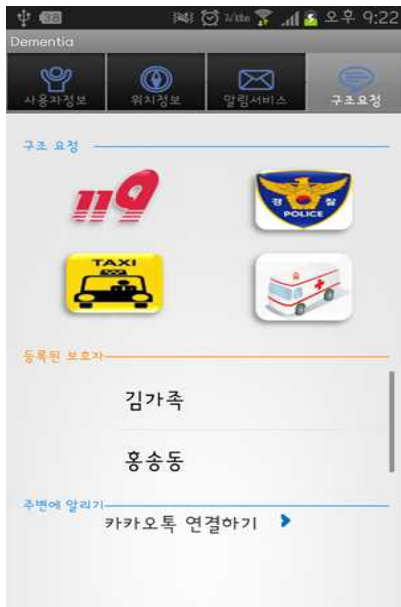 오후 9:22
Dementia
사용자정보 위치정보 알림서비스 구조요청
구조 요청
119
경찰
POLICE
TAXI
등록된 보호자
김가족
홍송동
주변에 알리기
카카오톡 연결하기